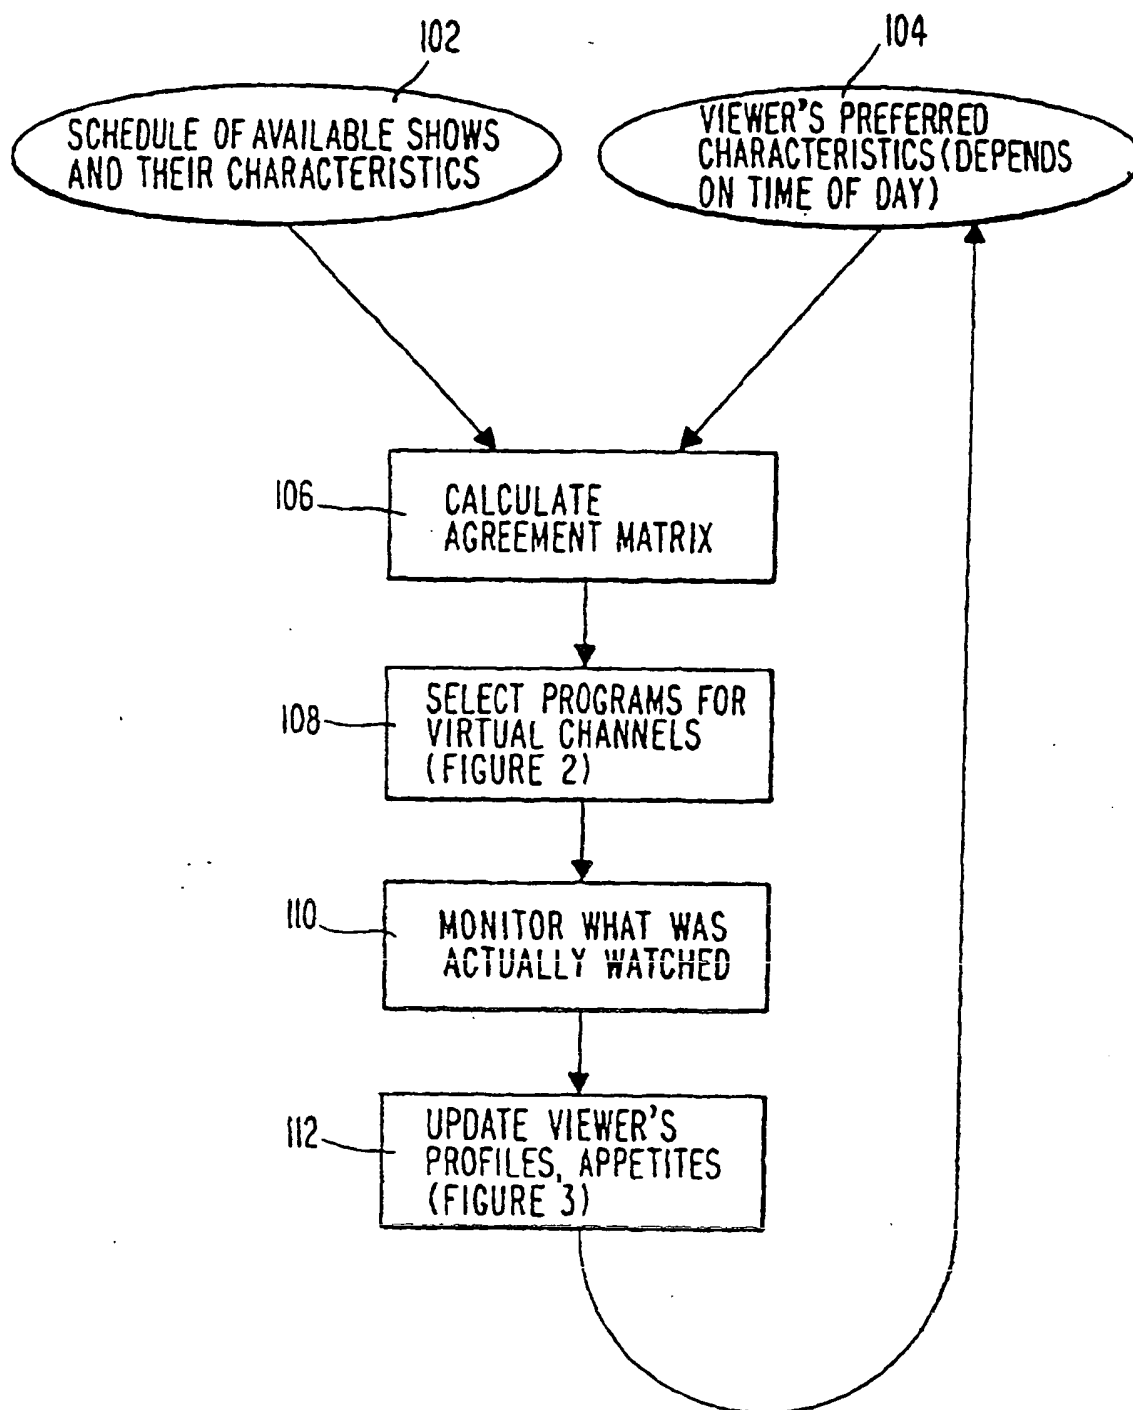 102
SCHEDULE OF AVAILABLE SHOWS
AND THEIR CHARACTERISTICS
104
VIEWER'S PREFERRED
CHARACTERISTICS (DEPENDS
ON TIME OF DAY)
106
CALCULATE
AGREEMENT MATRIX
108
SELECT PROGRAMS FOR
VIRTUAL CHANNELS
(FIGURE 2)
110
MONITOR WHAT WAS
ACTUALLY WATCHED
112
UPDATE VIEWER'S
PROFILES, APPETITES
(FIGURE 3)